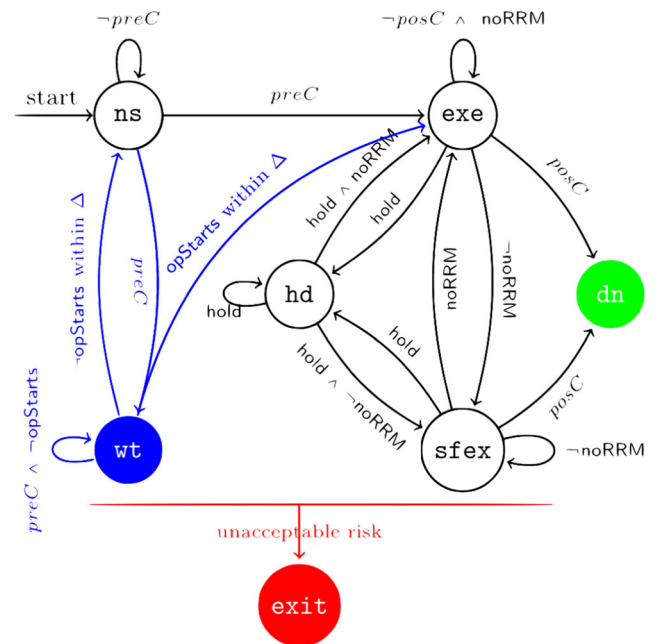 ¬preC
¬posC ∧ noRRM
start
ns
preC
exe
posC
hold ∧ noRRM
hold
opStarts within Δ
¬opStarts within Δ
preC
hold
hd
noRRM
¬noRRM
dn
hold
hold ∧ ¬noRRM
posC
preC ∧ ¬opStarts
wt
sfex
¬noRRM
unacceptable risk
exit